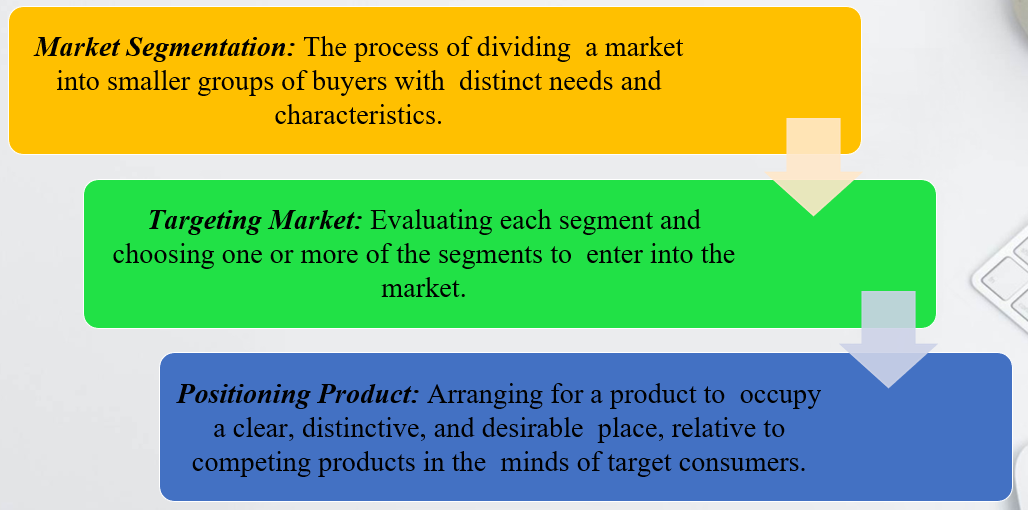 Market Segmentation: The process of dividing a market
into smaller groups of buyers with distinct needs and
characteristics.
Targeting Market: Evaluating each segment and
choosing one or more of the segments to enter into the
market.
Positioning Product: Arranging for a product to occupy
a clear, distinctive, and desirable place, relative to
competing products in the minds of target consumers.